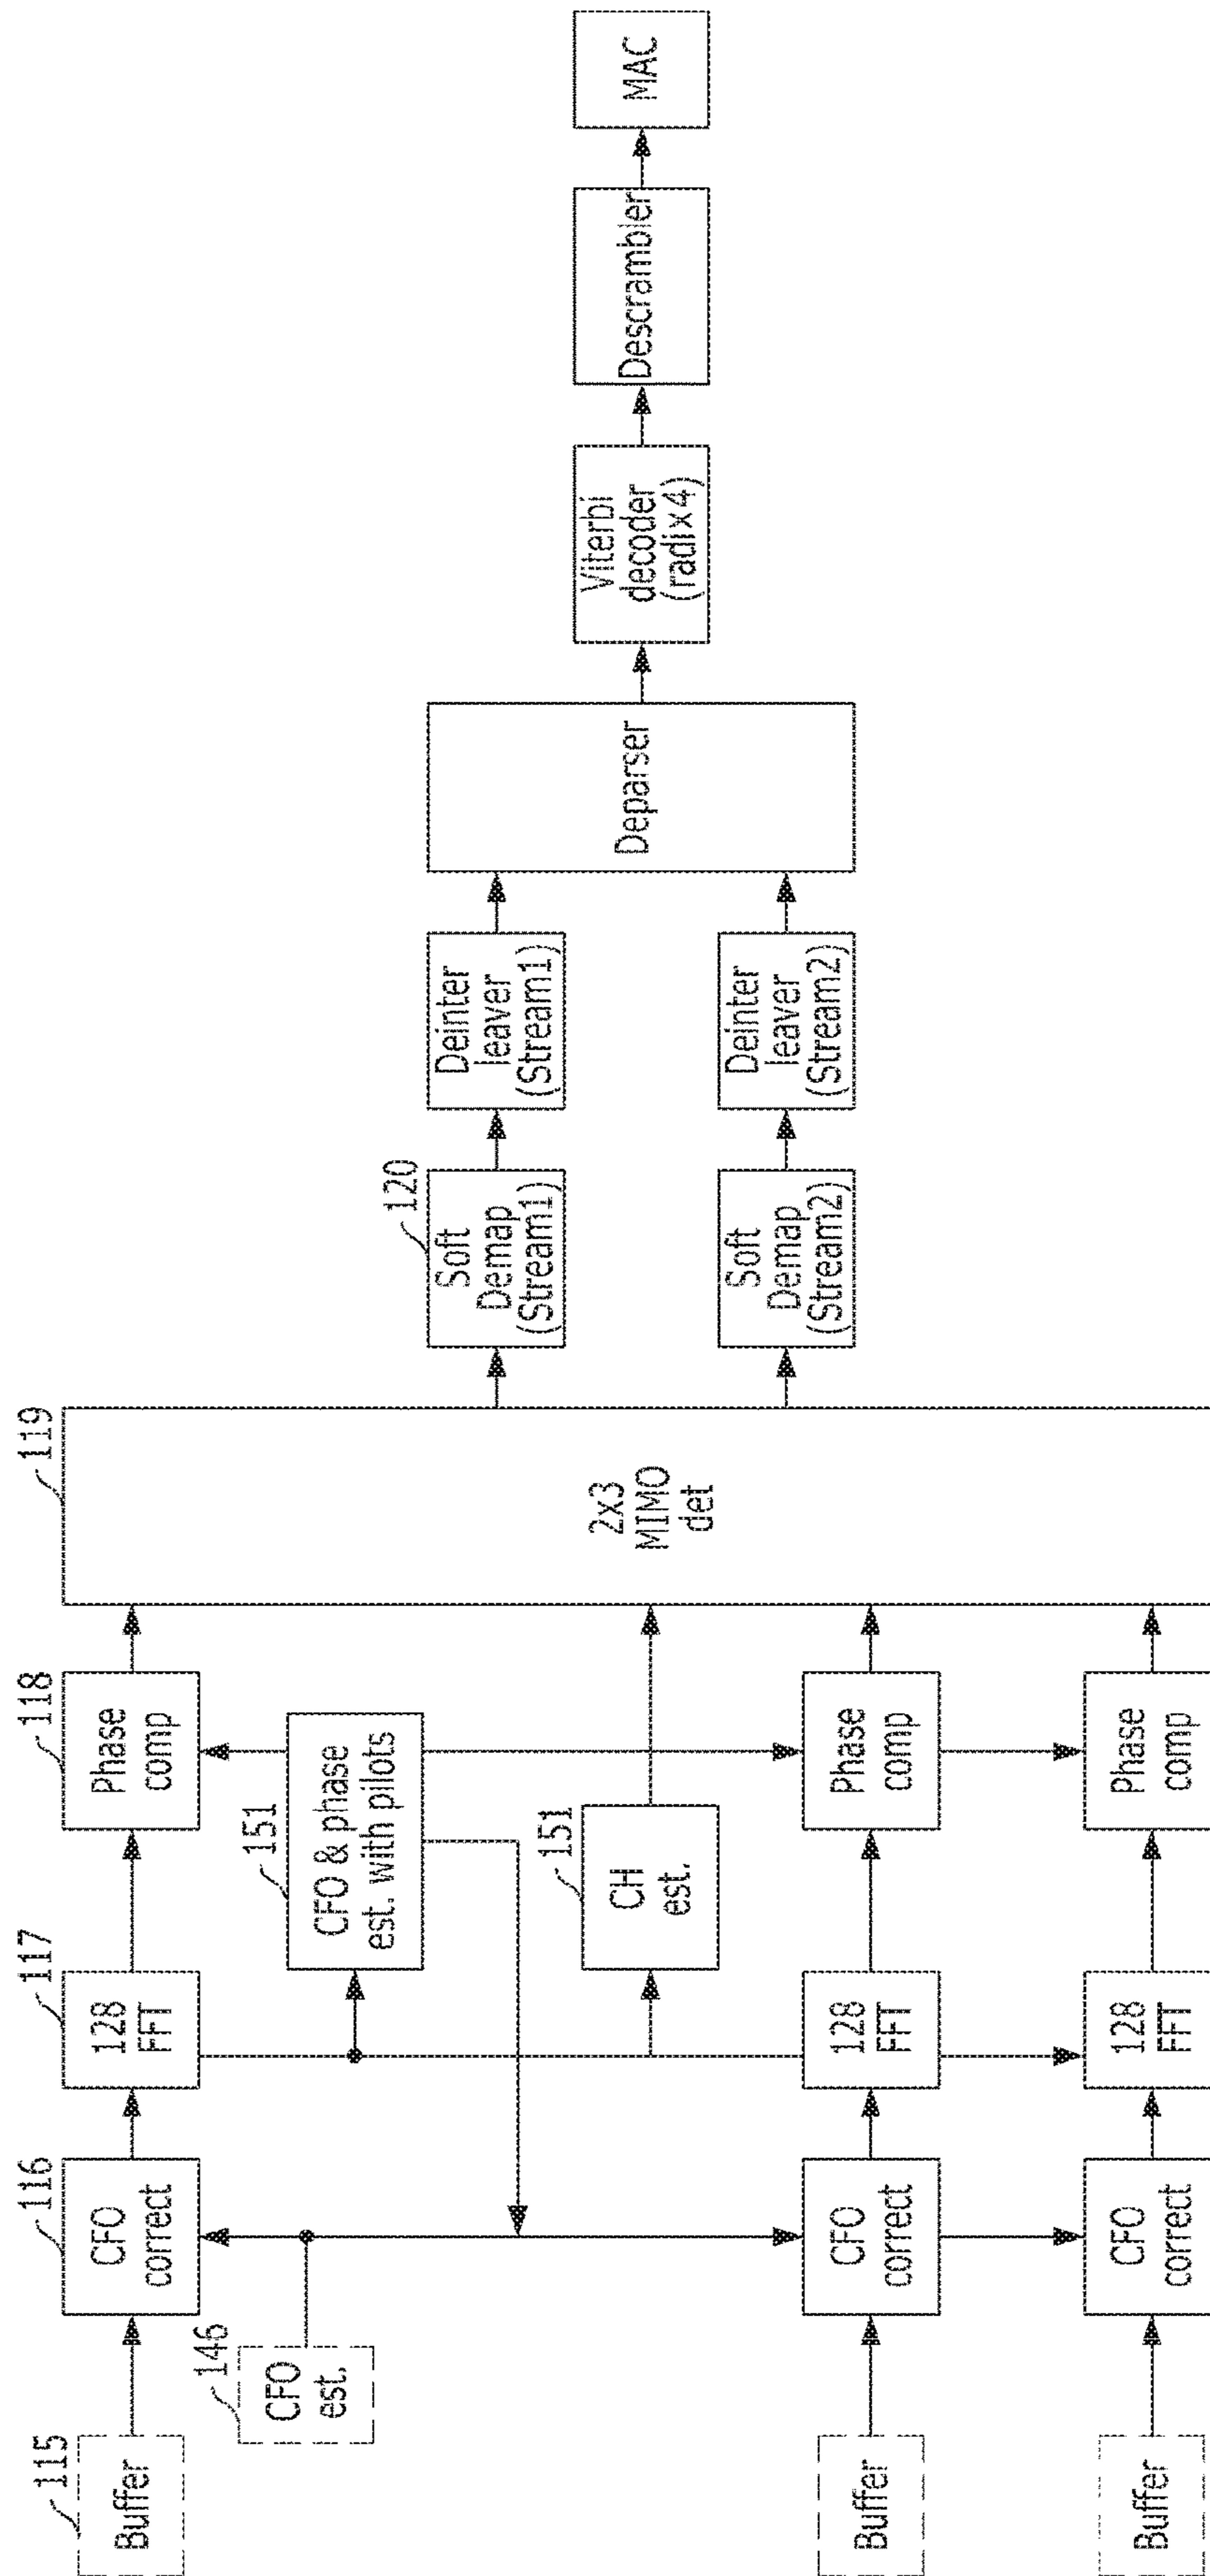 115
Buffer
146
CFO
est.
116
CFO
correct
117
128
FFT
118
Phase
comp
151
CFO & phase
est. with pilots
151
CH
est.
119
2x3
MIMO
det
120
Soft
Demap
(Stream1)
Deinter
leaver
(Stream1)
Deparser
Viterbi
decoder
(radix4)
Descrambler
MAC
Soft
Demap
(Stream2)
Deinter
leaver
(Stream2)
Buffer
CFO
correct
128
FFT
Phase
comp
Buffer
CFO
correct
128
FFT
Phase
comp